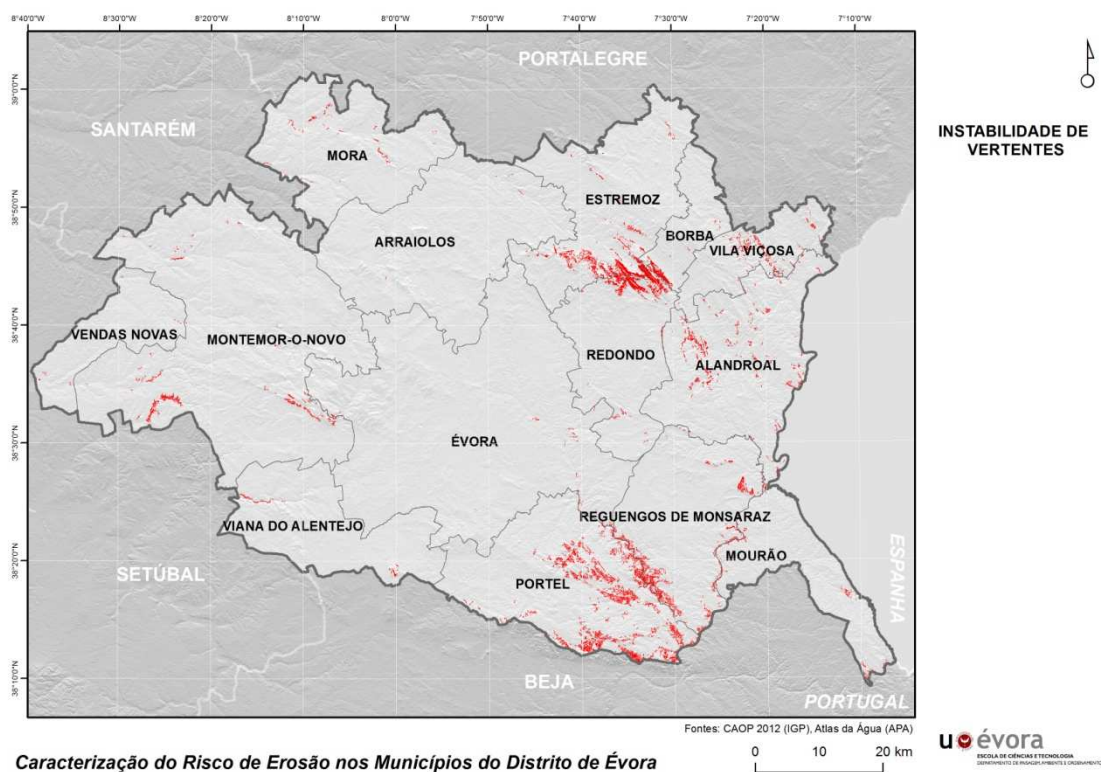 8°40'0"W 8°30'0"W 8°20'0"W 8°10'0"W 8°0'0"W 7°50'0"W 7°40'0"W 7°30'0"W 7°20'0"W 7°10'0"W
PORTALEGRE
39°0'0"N
SANTARÉM
INSTABILIDADE DE
VERTENTES
MORA
38°50'0"N
ESTREMOZ
ARRAIOLOS
BORBA
VILA VIÇOSA
38°40'0"N
VENDAS NOVAS
MONTEMOR-O-NOVO
REDONDO
ALANDROAL
38°30'0"N
ÉVORA
REGUENGOS DE MONSARAZ
VIANA DO ALENTEJO
MOURÃO
38°20'0"N
SETÚBAL
PORTEL
ESPANHA
38°10'0"N
BEJA
PORTUGAL
Fontes: CAOP 2012 (IGP), Atlas da Água (APA)
0 10 20 km
Caracterização do Risco de Erosão nos Municípios do Distrito de Évora
u évora
ESCOLA DE CIÊNCIAS E TECNOLOGIA
DEPARTAMENTO DE PAISAGEM, AMBIENTE E ORDENAMENTO